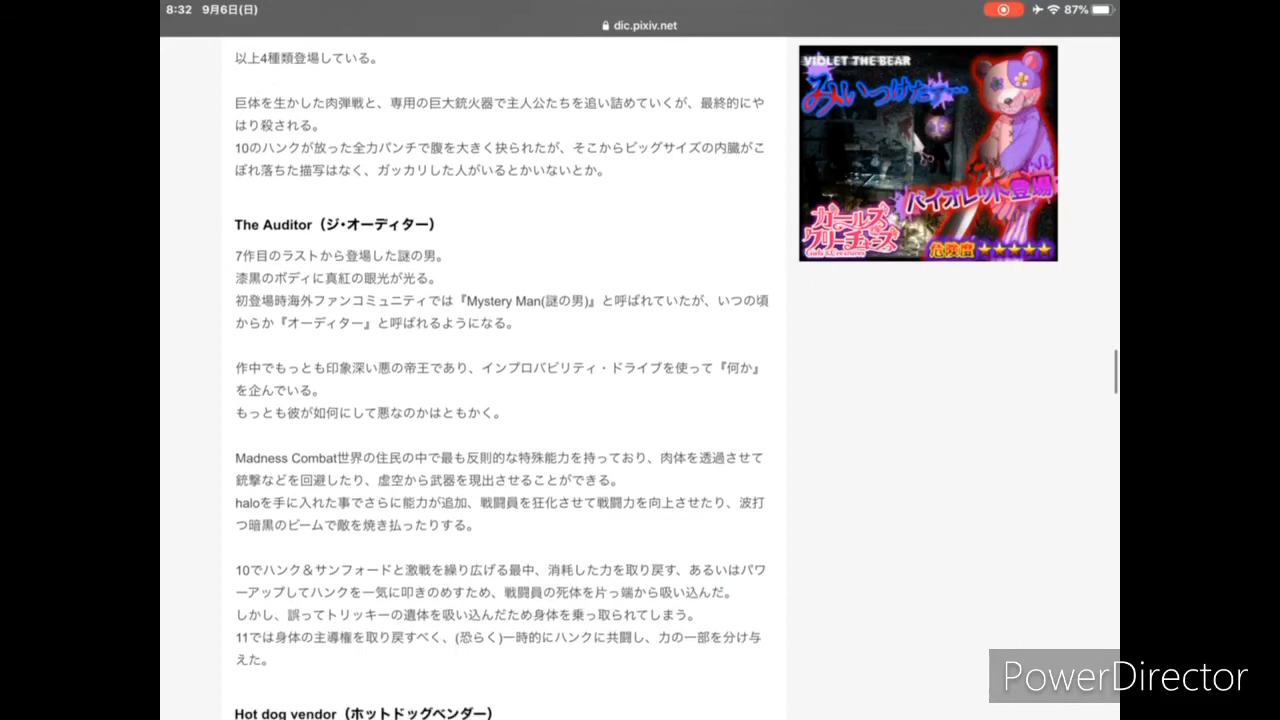 8:32 9月6日(日)
87%
dic.pixiv.net
以上4種類登場している。
巨体を生かした肉弾戦と、専用の巨大銃火器で主人公たちを追い詰めていくが、最終的にや
はり殺される。
10のハンクが放った全力パンチで腹を大きく抉られたが、そこからビッグサイズの内臓がこ
ぼれ落ちた描写はなく、ガッカリした人がいるとかいないとか。
The Auditor（ジ・オーディター）
7作目のラストから登場した謎の男。
漆黒のボディに真紅の眼光が光る。
初登場時海外ファンコミュニティでは『Mystery Man(謎の男)』と呼ばれていたが、いつの頃
からか『オーディター』と呼ばれるようになる。
作中でもっとも印象深い悪の帝王であり、インプロバビリティ・ドライブを使って『何か』
を企んでいる。
もっとも彼が如何にして悪なのかはともかく。
Madness Combat世界の住民の中で最も反則的な特殊能力を持っており、肉体を透過させて
銃撃などを回避したり、虚空から武器を現出させることができる。
haloを手に入れた事でさらに能力が追加、戦闘員を狂化させて戦闘力を向上させたり、波打
つ暗黒のビームで敵を焼き払ったりする。
10でハンク＆サンフォードと激戦を繰り広げる最中、消耗した力を取り戻す、あるいはパワ
ーアップしてハンクを一気に叩きのめすため、戦闘員の死体を片っ端から吸い込んだ。
しかし、誤ってトリッキーの遺体を吸い込んだため身体を乗っ取られてしまう。
11では身体の主導権を取り戻すべく、(恐らく)一時的にハンクに共闘し、力の一部を分け与
えた。
Hot dog vendor（ホットドッグベンダー）
VIOLET THE BEAR
みいつけたァ…
バイオレット登場
ガールズ
クリーチャーズ
Girls X Creatures
危険度★★★★★
PowerDirector